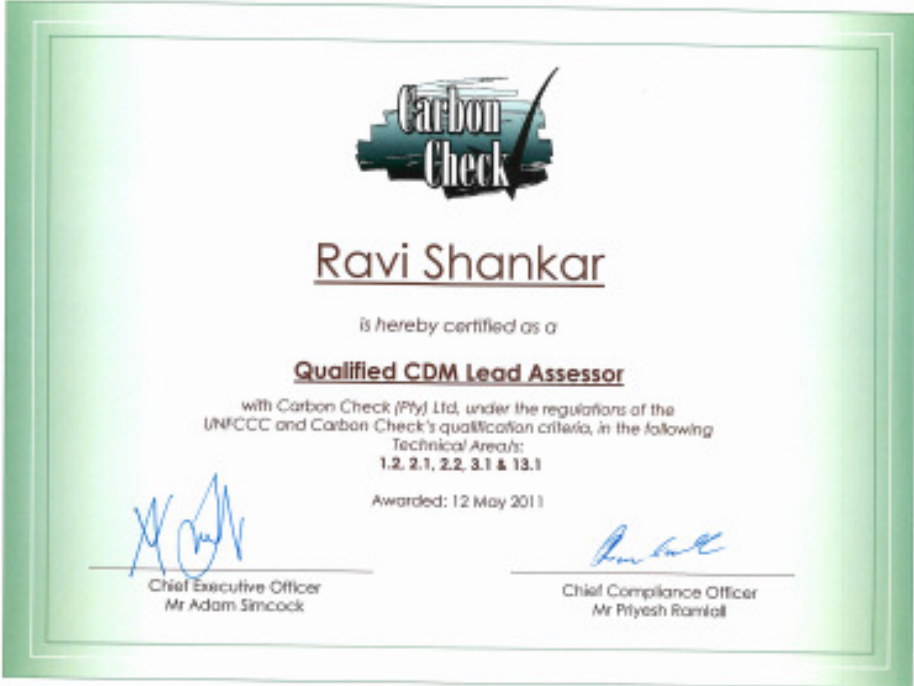 Carbon
Check
Ravi Shankar
is hereby certified as a
Qualified CDM Lead Assessor
with Carbon Check (Pty) Ltd, under the regulations of the
UNFCCC and Carbon Check's qualification criteria, in the following
Technical Area/s:
1.2, 2.1, 2.2, 3.1 & 13.1
Awarded: 12 May 2011
Chief Executive Officer
Mr Adam Simcock
Chief Compliance Officer
Mr Priyesh Ramlall